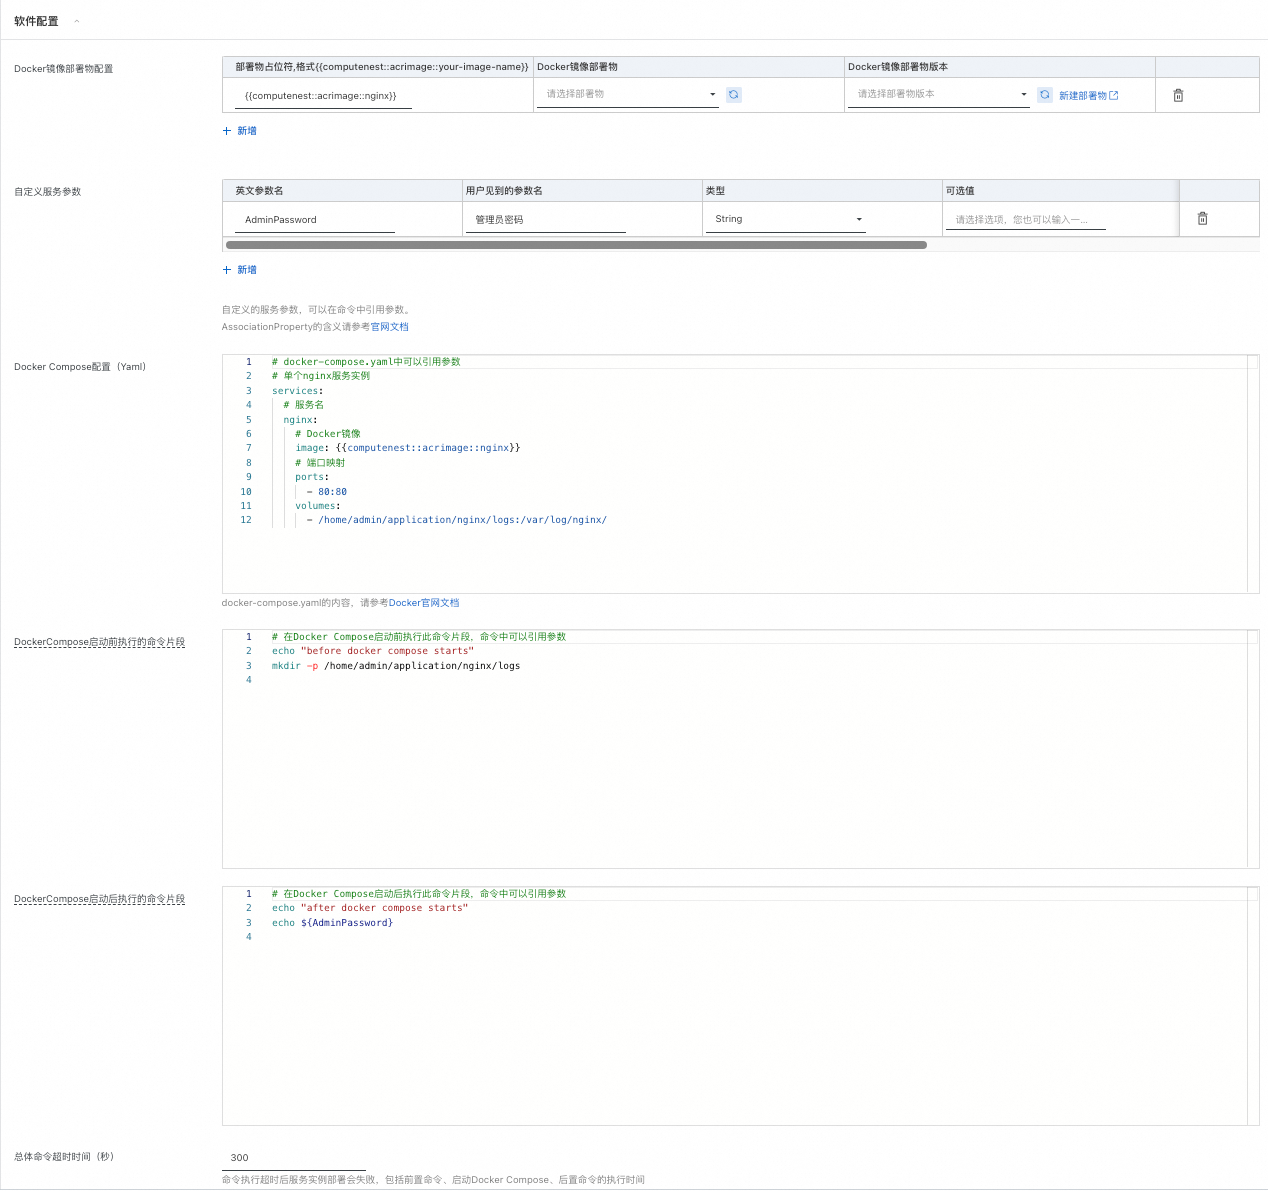 软件配置
Docker镜像部署物配置
部署物占位符,格式{{computenest::acrimage::your-image-name}} Docker镜像部署物 Docker镜像部署物版本
{{computenest::acrimage::nginx}} 请选择部署物 请选择部署物版本 新建部署物
+ 新增
自定义服务参数
英文参数名 用户见到的参数名 类型 可选值
AdminPassword 管理员密码 String 请选择选项，您也可以输入一...
+ 新增
自定义的服务参数，可以在命令中引用参数。
AssociationProperty的含义请参考官网文档
Docker Compose配置（Yaml）
1 # docker-compose.yaml中可以引用参数
2 # 单个nginx服务实例
3 services:
4 # 服务名
5 nginx:
6 # Docker镜像
7 image: {{computenest::acrimage::nginx}}
8 # 端口映射
9 ports:
10 - 80:80
11 volumes:
12 - /home/admin/application/nginx/logs:/var/log/nginx/
docker-compose.yaml的内容，请参考Docker官网文档
DockerCompose启动前执行的命令片段
1 # 在Docker Compose启动前执行此命令片段，命令中可以引用参数
2 echo "before docker compose starts"
3 mkdir -p /home/admin/application/nginx/logs
4
DockerCompose启动后执行的命令片段
1 # 在Docker Compose启动后执行此命令片段，命令中可以引用参数
2 echo "after docker compose starts"
3 echo ${AdminPassword}
4
总体命令超时时间（秒）
300
命令执行超时后服务实例部署会失败，包括前置命令、启动Docker Compose、后置命令的执行时间